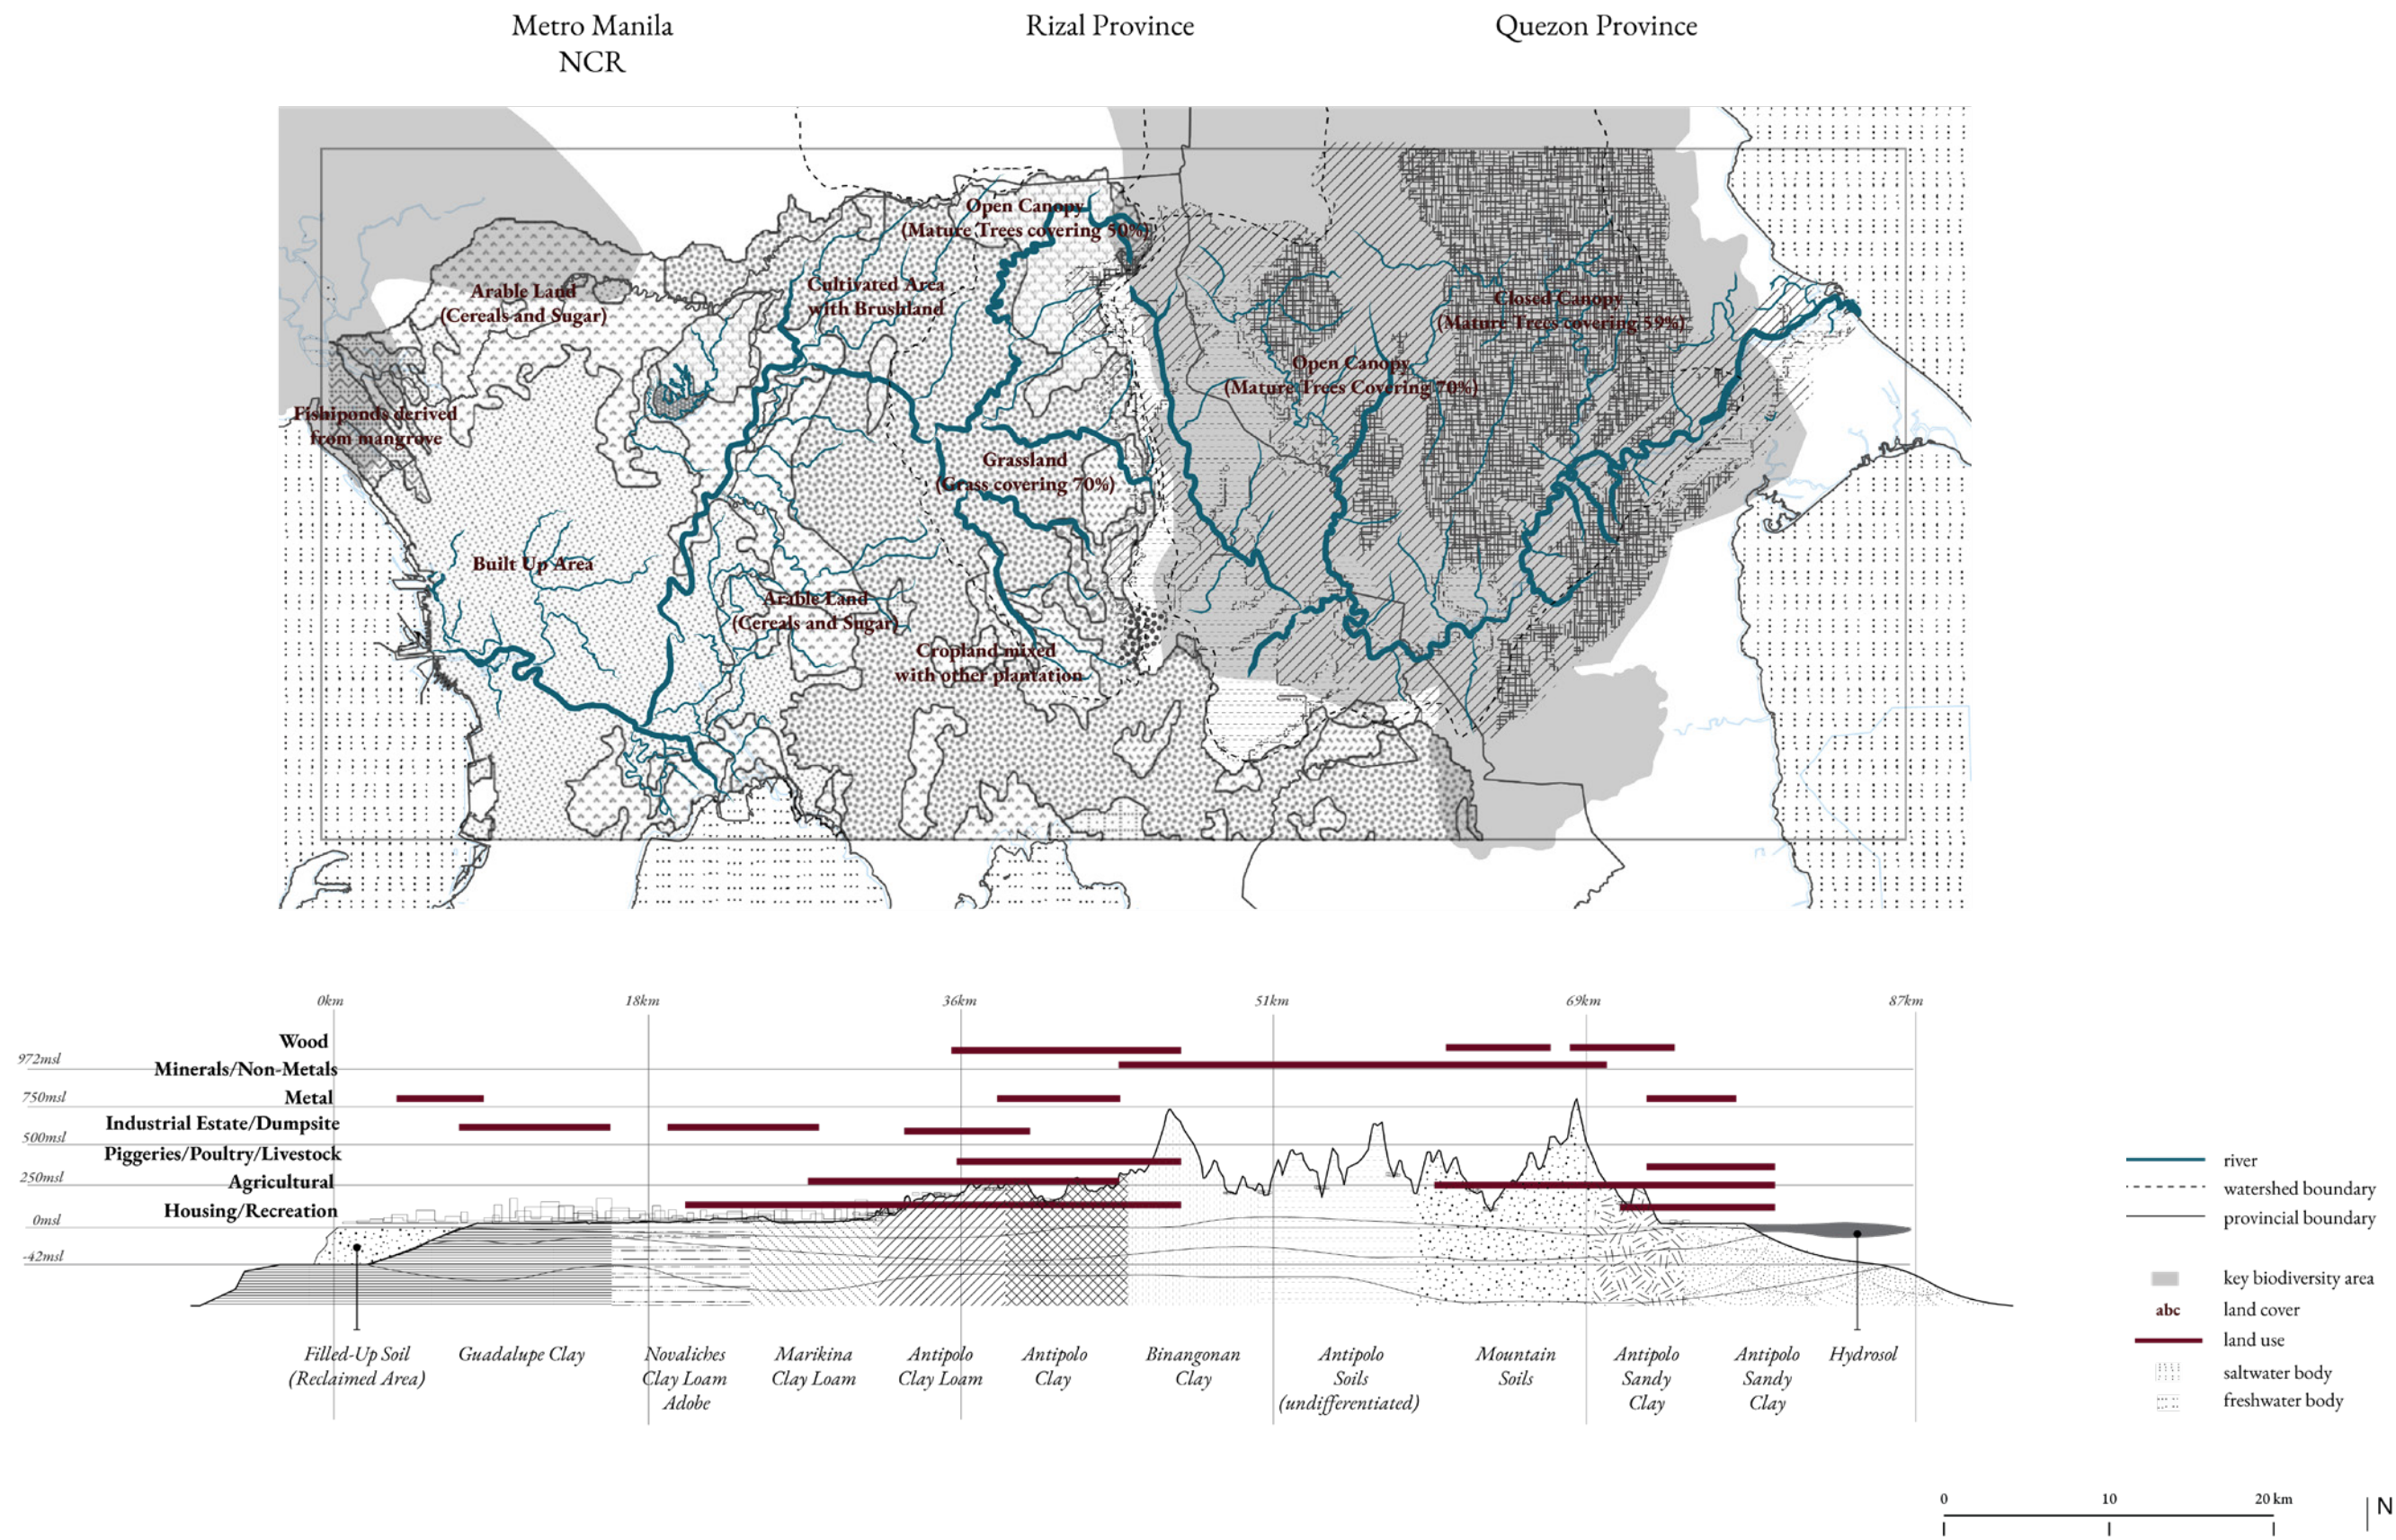 Metro Manila
NCR
Rizal Province
Quezon Province
Open Canopy
(Mature Trees covering 50%)
Arable Land
(Cereals and Sugar)
Cultivated Area
with Brushland
Closed Canopy
(Mature Trees covering 59%)
Open Canopy
(Mature Trees Covering 70%)
Fishiponds derived
from mangrove
Grassland
(Grass covering 70%)
Built Up Area
Arable Land
(Cereals and Sugar)
Cropland mixed
with other plantation
0km
18km
36km
51km
69km
87km
Wood
972msl
Minerals/Non-Metals
750msl
Metal
Industrial Estate/Dumpsite
500msl
Piggeries/Poultry/Livestock
250msl
Agricultural
Housing/Recreation
0msl
-42msl
Filled-Up Soil
(Reclaimed Area)
Guadalupe Clay
Novaliches
Clay Loam
Adobe
Marikina
Clay Loam
Antipolo
Clay Loam
Antipolo
Clay
Binangonan
Clay
Antipolo
Soils
(undifferentiated)
Mountain
Soils
Antipolo
Sandy
Clay
Antipolo
Sandy
Clay
Hydrosol
river
watershed boundary
provincial boundary
key biodiversity area
abc land cover
land use
saltwater body
freshwater body
0 10 20 km
N